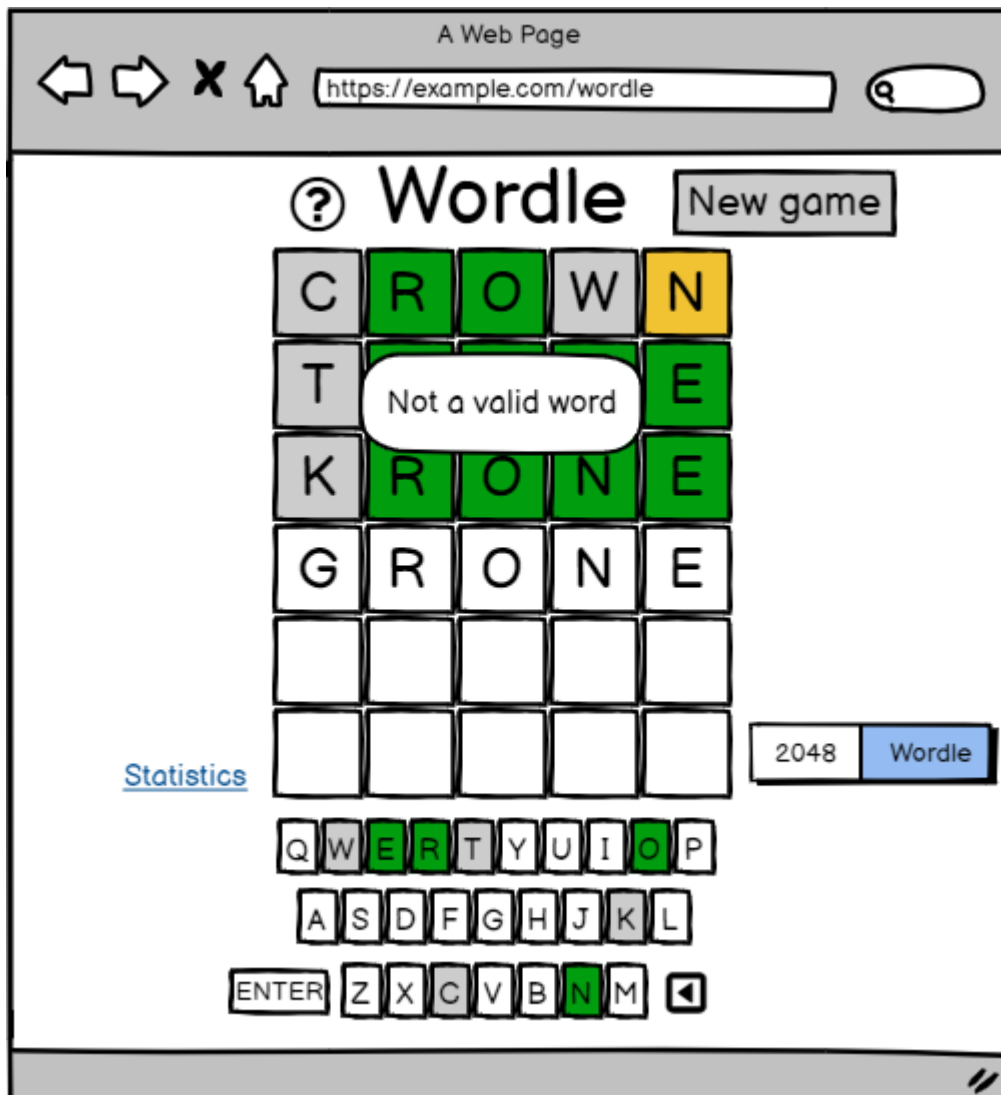 A Web Page
https://example.com/wordle
? Wordle New game
C R O W N
T E
Not a valid word
K R O N E
G R O N E
2048 Wordle
Statistics
Q W E R T Y U I O P
A S D F G H J K L
ENTER Z X C V B N M